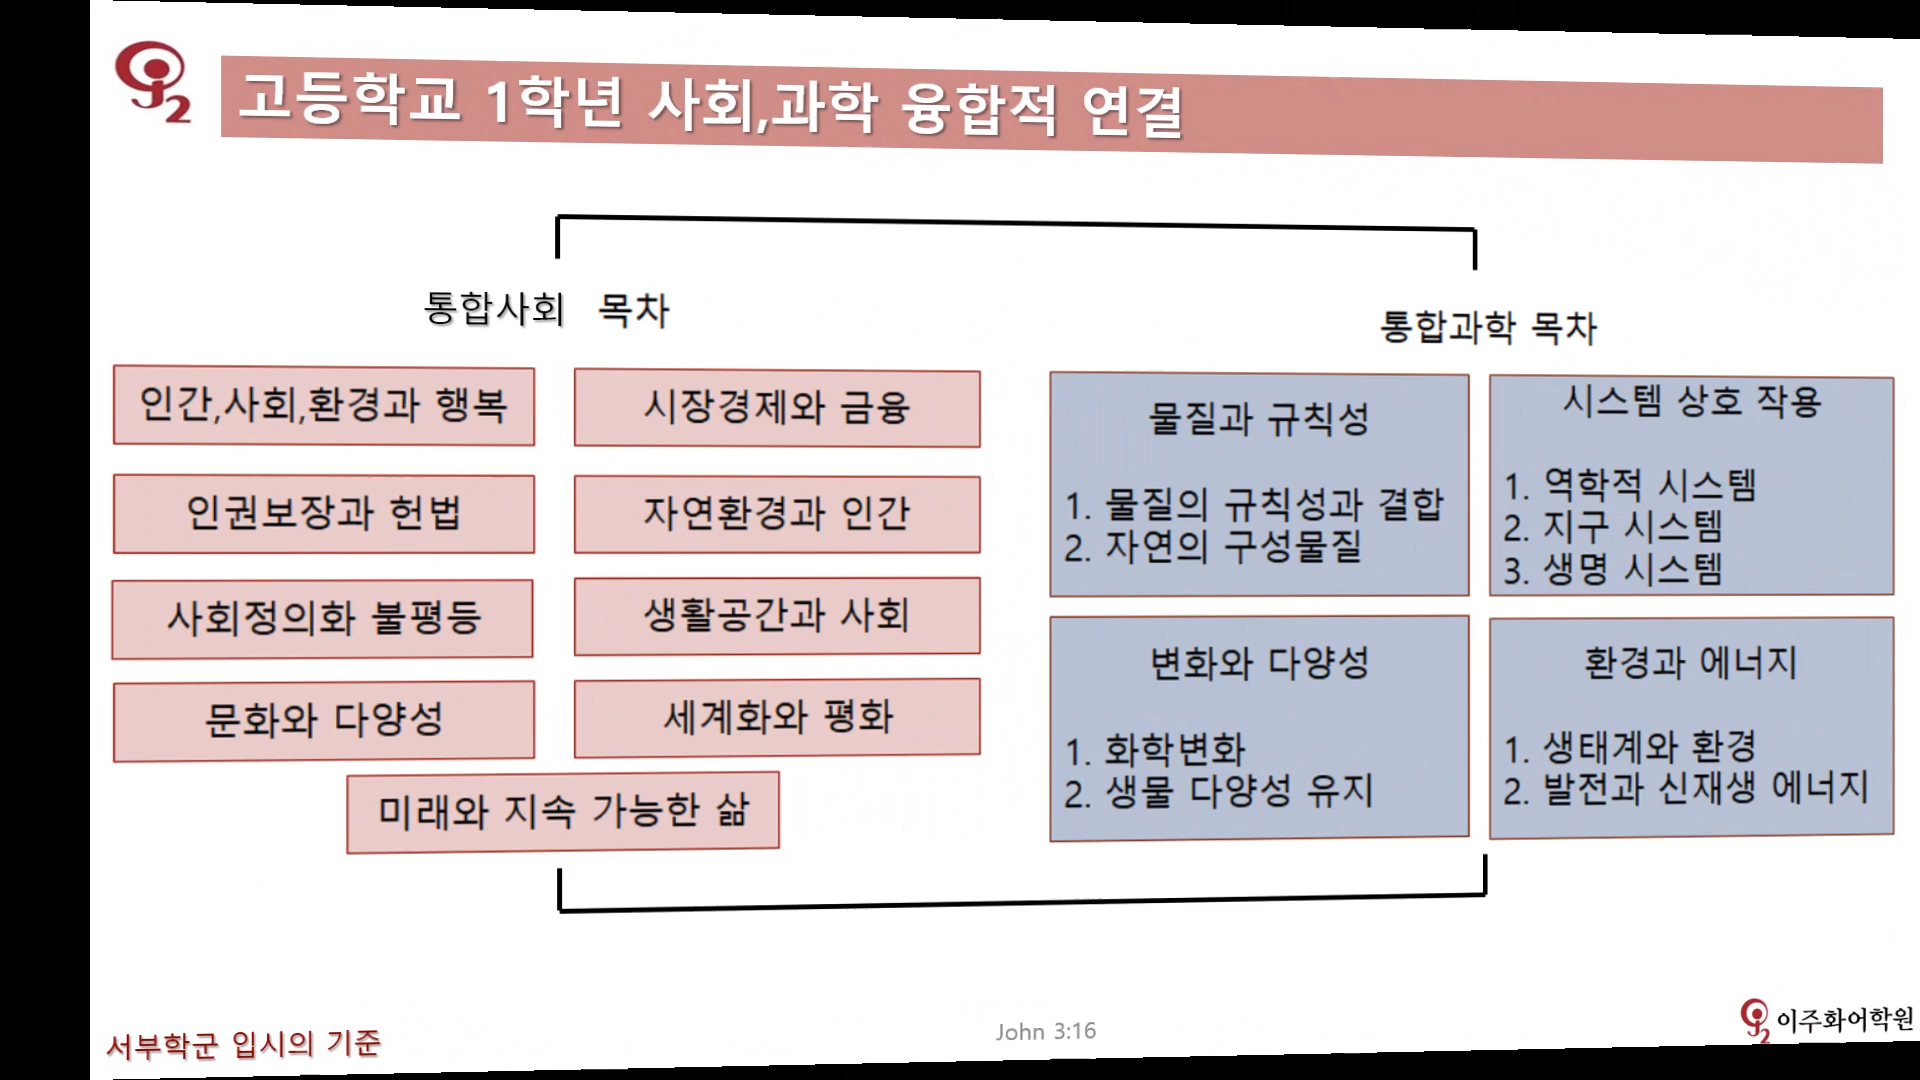 고등학교 1학년 사회,과학 융합적 연결
통합사회 목차
인간,사회,환경과 행복
시장경제와 금융
인권보장과 헌법
자연환경과 인간
사회정의화 불평등
생활공간과 사회
문화와 다양성
세계화와 평화
미래와 지속 가능한 삶
통합과학 목차
물질과 규칙성
1. 물질의 규칙성과 결합
2. 자연의 구성물질
시스템 상호 작용
1. 역학적 시스템
2. 지구 시스템
3. 생명 시스템
변화와 다양성
1. 화학변화
2. 생물 다양성 유지
환경과 에너지
1. 생태계와 환경
2. 발전과 신재생 에너지
서부학군 입시의 기준
John 3:16
이주화어학원